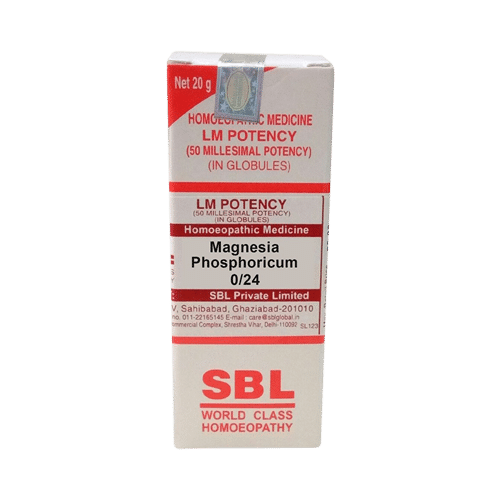 Net 20 g
HOMOEOPATHIC MEDICINE
LM POTENCY
(50 MILLESIMAL POTENCY)
(IN GLOBULES)
LM POTENCY
(50 MILLESIMAL POTENCY)
(IN GLOBULES)
Homoeopathic Medicine
Magnesia
Phosphoricum
0/24
SBL Private Limited
V, Sahibabad, Ghaziabad-201010
no. 011-22165145 E-mail : care@sblglobal.in
ommercial Complex, Shrestha Vihar, Delhi-110092 SL123
SBL
WORLD CLASS
HOMOEOPATHY